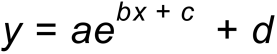 y = ae^{bx + c} + d